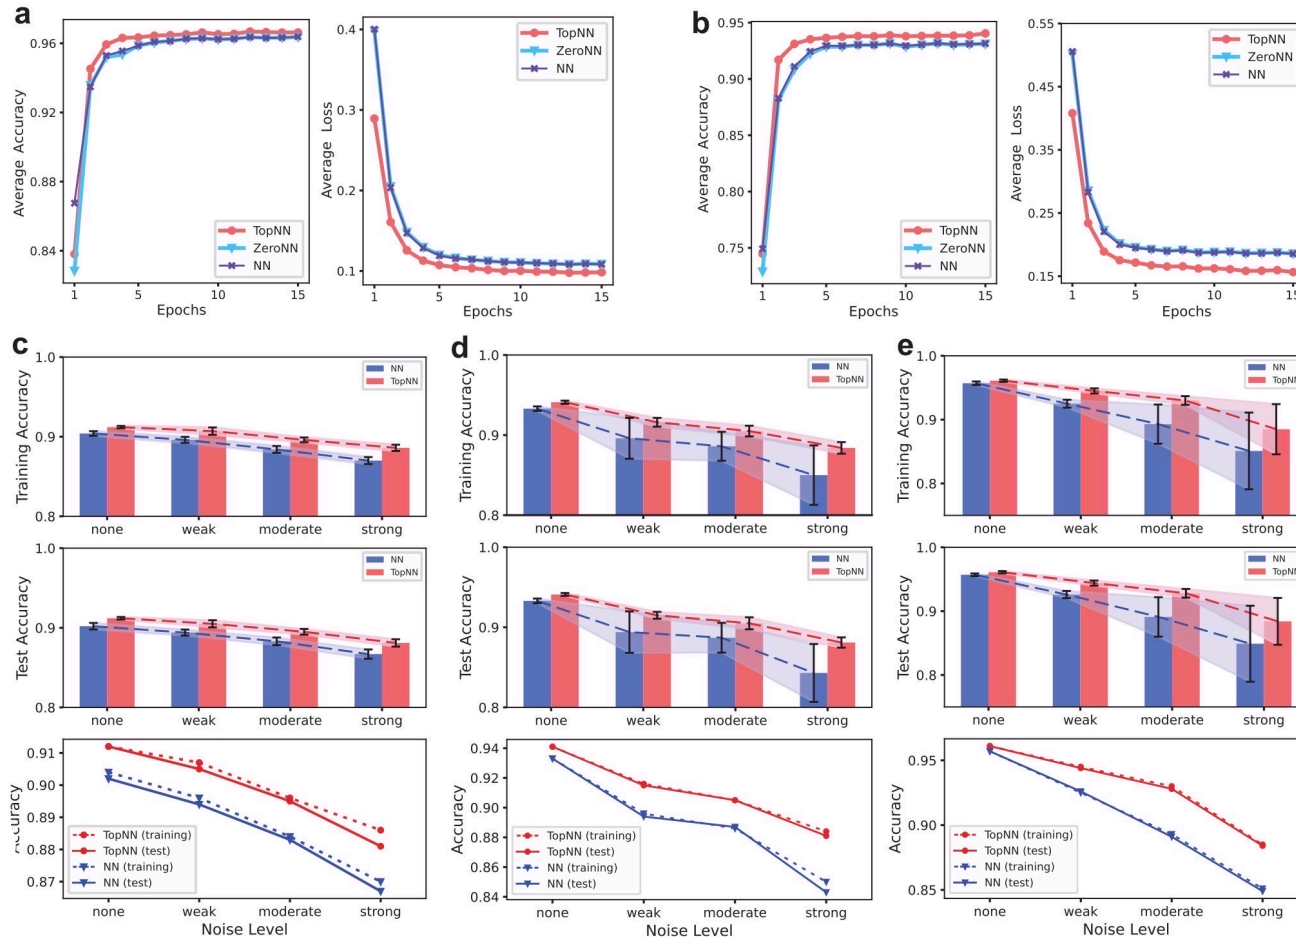 a
Average Accuracy
0.96
0.92
0.88
0.84
TopNN
ZeroNN
NN
1
5
10
15
Epochs
Average Loss
0.4
0.3
0.2
0.1
TopNN
ZeroNN
NN
1
5
10
15
Epochs
b
Average Accuracy
0.95
0.90
0.85
0.80
0.75
TopNN
ZeroNN
NN
1
5
10
15
Epochs
Average Loss
0.55
0.45
0.35
0.25
0.15
TopNN
ZeroNN
NN
1
5
10
15
Epochs
c
Training Accuracy
1.0
0.9
0.8
NN
TopNN
none weak moderate strong
Test Accuracy
1.0
0.9
0.8
NN
TopNN
none weak moderate strong
Accuracy
0.91
0.90
0.89
0.88
0.87
TopNN (training)
TopNN (test)
NN (training)
NN (test)
none weak moderate strong
Noise Level
d
Training Accuracy
1.0
0.9
0.8
NN
TopNN
none weak moderate strong
Test Accuracy
1.0
0.9
0.8
NN
TopNN
none weak moderate strong
Accuracy
0.94
0.92
0.90
0.88
0.86
0.84
TopNN (training)
TopNN (test)
NN (training)
NN (test)
none weak moderate strong
Noise Level
e
Training Accuracy
1.0
0.9
0.8
NN
TopNN
none weak moderate strong
Test Accuracy
1.0
0.9
0.8
NN
TopNN
none weak moderate strong
Accuracy
0.95
0.90
0.85
TopNN (training)
TopNN (test)
NN (training)
NN (test)
none weak moderate strong
Noise Level